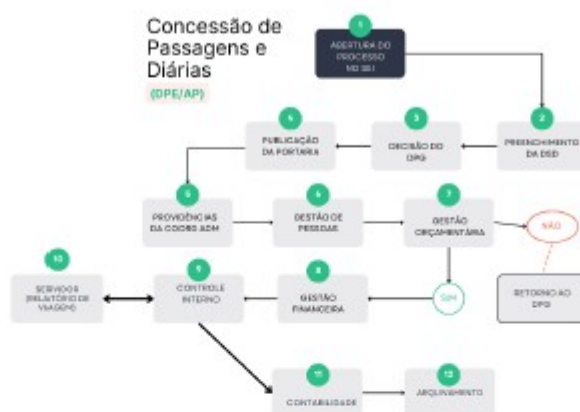 Concessão de
Passagens e
Diárias
(DPE/AP)
1
ABERTURA DO
PROCESSO
NO SEI
2
PREENCHIMENTO
DA DSD
3
DECISÃO DO
DPG
4
PUBLICAÇÃO
DA PORTARIA
5
PROVIDÊNCIAS
DA COORD ADM
6
GESTÃO DE
PESSOAS
7
GESTÃO
ORÇAMENTÁRIA
NÃO
RETORNO AO
DPG
SIM
8
GESTÃO
FINANCEIRA
9
CONTROLE
INTERNO
10
SERVIDOR
(RELATÓRIO DE
VIAGEM)
11
CONTABILIDADE
12
ARQUIVAMENTO